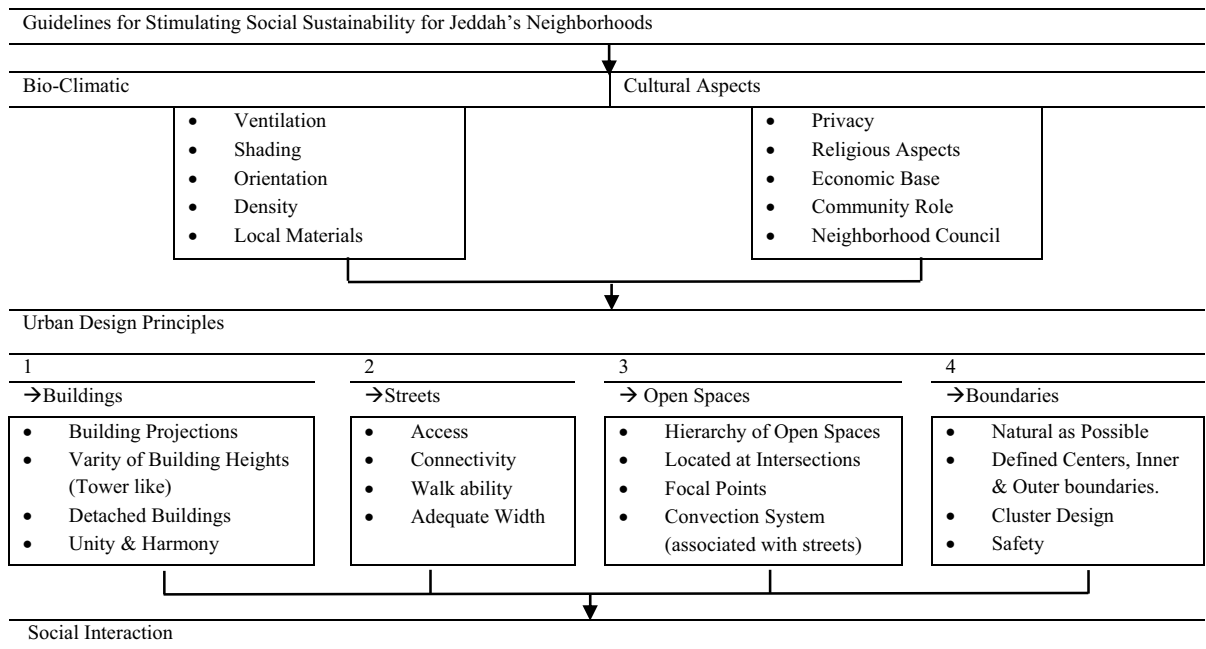 Guidelines for Stimulating Social Sustainability for Jeddah's Neighborhoods
Bio-Climatic
Cultural Aspects
• Ventilation
• Shading
• Orientation
• Density
• Local Materials
• Privacy
• Religious Aspects
• Economic Base
• Community Role
• Neighborhood Council
Urban Design Principles
1
→Buildings
• Building Projections
• Varity of Building Heights
(Tower like)
• Detached Buildings
• Unity & Harmony
2
→Streets
• Access
• Connectivity
• Walk ability
• Adequate Width
3
→ Open Spaces
• Hierarchy of Open Spaces
• Located at Intersections
• Focal Points
• Convection System
(associated with streets)
4
→Boundaries
• Natural as Possible
• Defined Centers, Inner
& Outer boundaries.
• Cluster Design
• Safety
Social Interaction